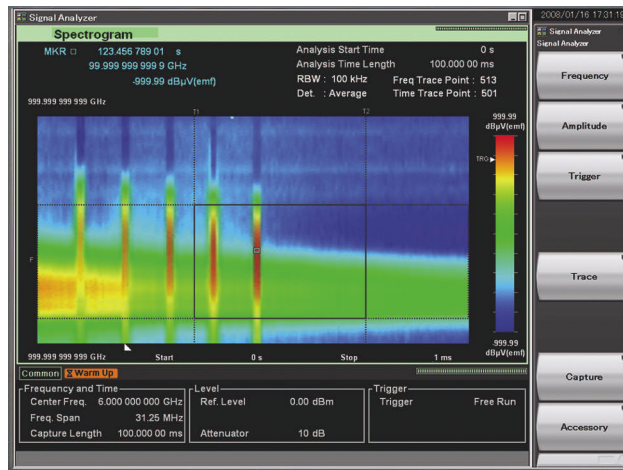 Signal Analyzer
2008/01/16 17:31:19
Spectrogram
Signal Analyzer
Signal Analyzer
MKR 123.456 789 01 s
99.999 999 999 9 GHz
-999.99 dBµV(emf)
Analysis Start Time 0 s
Analysis Time Length 100.000 00 ms
RBW : 100 kHz Freq Trace Point : 513
Det. : Average Time Trace Point : 501
999.999 999 999 GHz
T1
T2
999.99
dBµV(emf)
TRG
F
-999.99
dBµV(emf)
999.999 999 999 GHz Start 0 s Stop 1 ms
Frequency
Amplitude
Trigger
Trace
Capture
Accessory
Common Warm Up
Frequency and Time
Center Freq. 6.000 000 000 GHz
Freq. Span 31.25 MHz
Capture Length 100.000 00 ms
Level
Ref. Level 0.00 dBm
Attenuator 10 dB
Trigger
Trigger Free Run